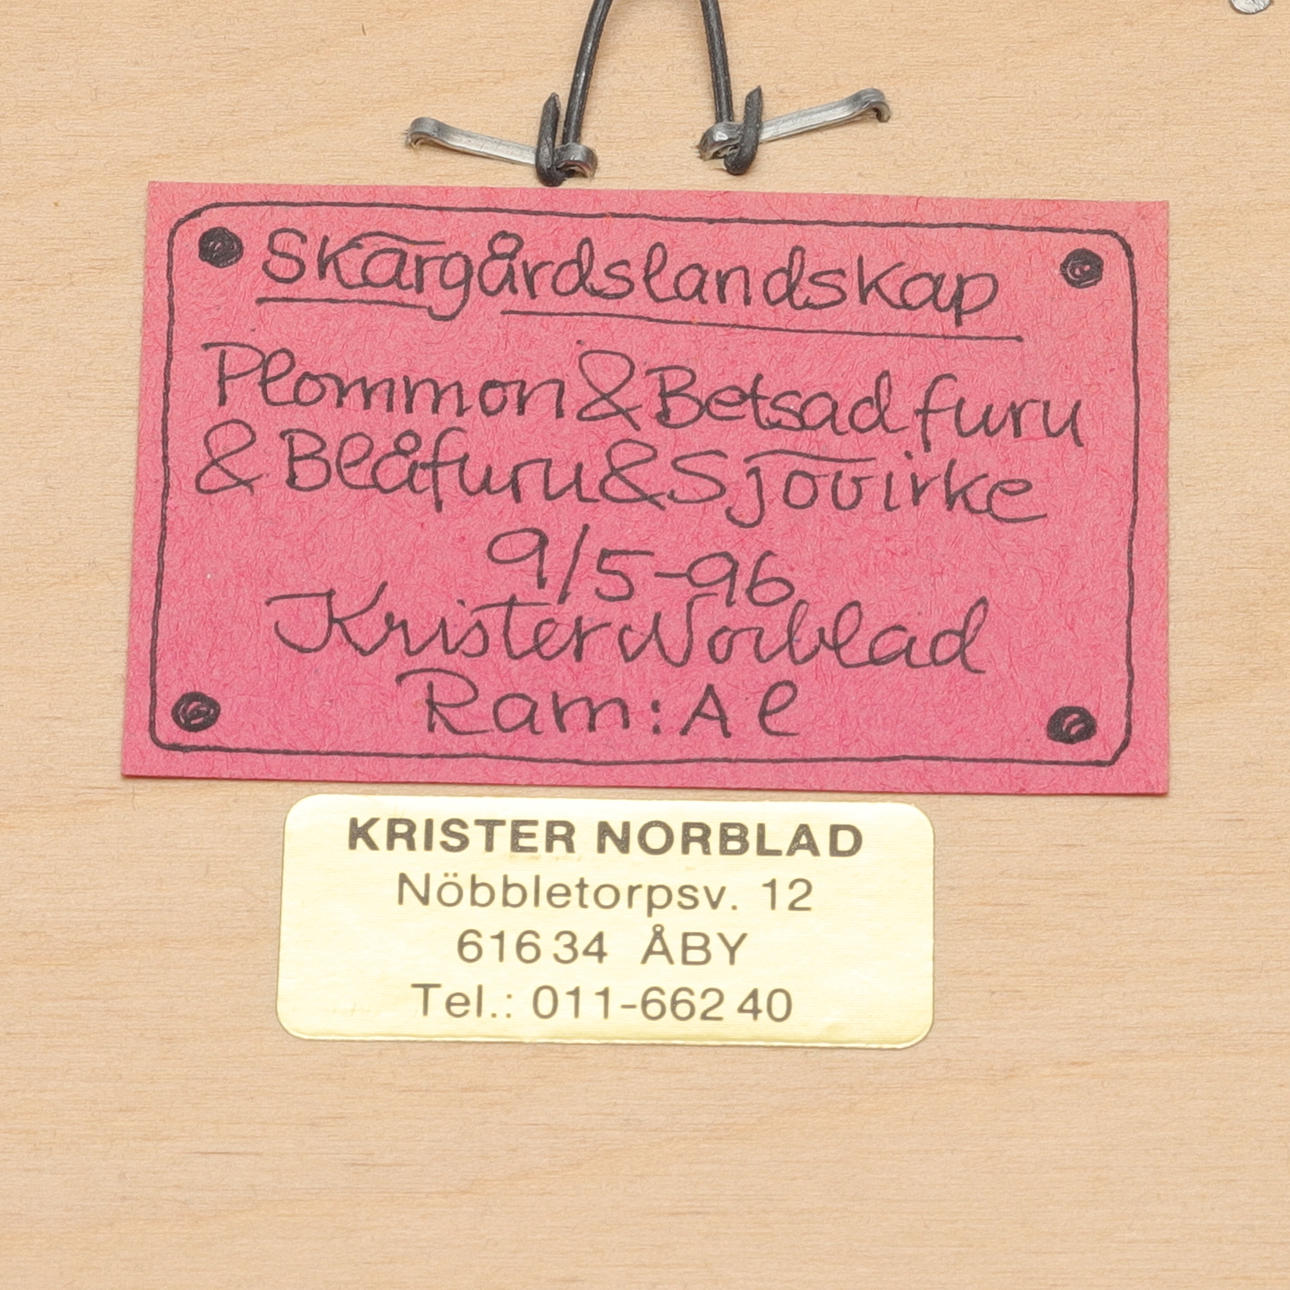 Skärgårdslandskap
Plommon & Betsad furu
& Blåfuru & Sjövirke
9/5-96
Krister Norblad
Ram: Al
KRISTER NORBLAD
Nöbbletorpsv. 12
616 34 ÅBY
Tel.: 011-662 40